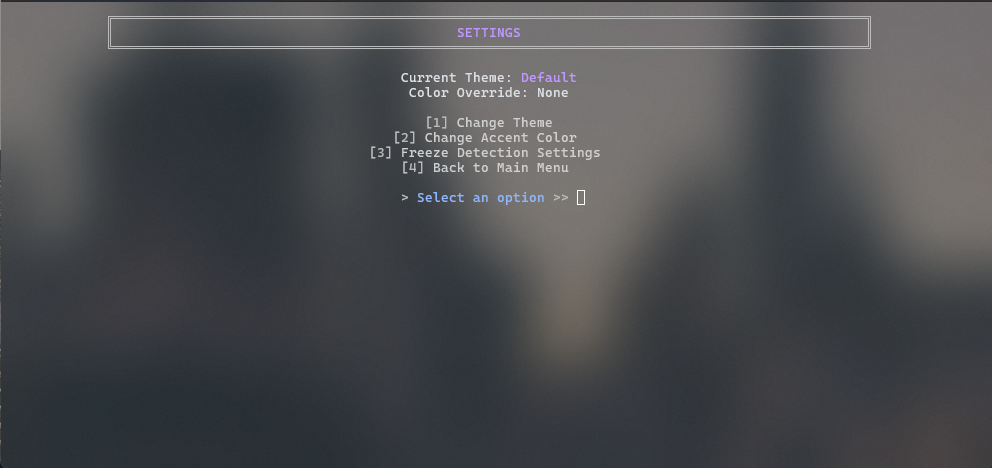 SETTINGS
Current Theme: Default
Color Override: None
[1] Change Theme
[2] Change Accent Color
[3] Freeze Detection Settings
[4] Back to Main Menu
> Select an option >>